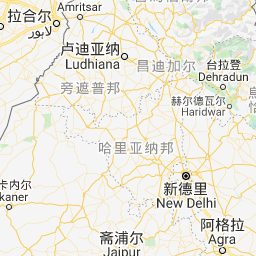 Amritsar
拉合尔
لاہور
卢迪亚纳
Ludhiana
昌迪加尔
台拉登
Dehradun
旁遮普邦
赫尔德瓦尔
Haridwar
哈里亚纳邦
新德里
New Delhi
卡内尔
kaner
阿格拉
Agra
斋浦尔
Jaipur